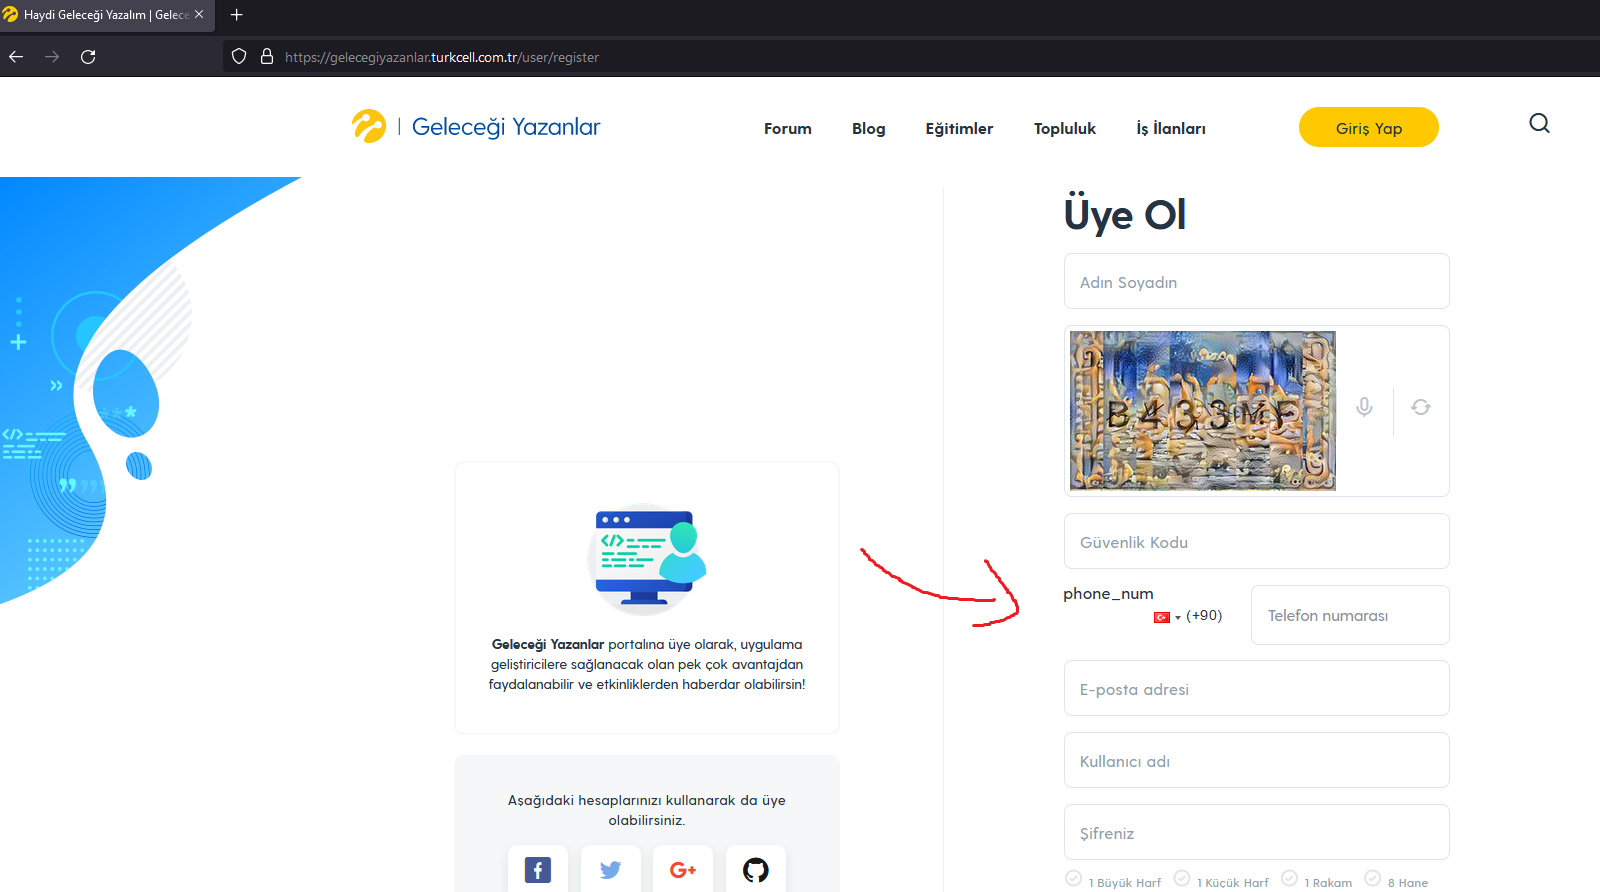 Haydi Geleceği Yazalım | Gelece
https://gelecegiyazanlar.turkcell.com.tr/user/register
Geleceği Yazanlar
Forum Blog Eğitimler Topluluk İş İlanları
Giriş Yap
Üye Ol
Adın Soyadın
B433MF
Güvenlik Kodu
phone_num
(+90)
Telefon numarası
E-posta adresi
Kullanıcı adı
Şifreniz
1 Büyük Harf 1 Küçük Harf 1 Rakam 8 Hane
Geleceği Yazanlar portalına üye olarak, uygulama
geliştiricilere sağlanacak olan pek çok avantajdan
faydalanabilir ve etkinliklerden haberdar olabilirsin!
Aşağıdaki hesaplarınızı kullanarak da üye
olabilirsiniz.